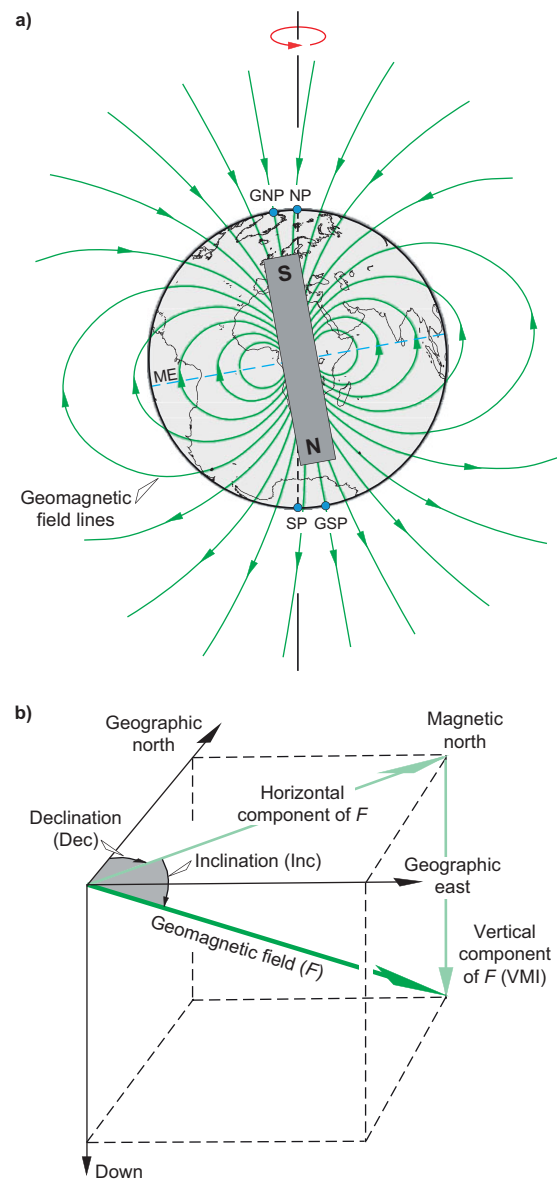 a)
GNP NP
S
ME
N
Geomagnetic
field lines
SP GSP
b)
Geographic
north
Magnetic
north
Declination
(Dec)
Horizontal
component of F
Inclination (Inc)
Geographic
east
Geomagnetic field (F)
Vertical
component
of F (VMI)
Down